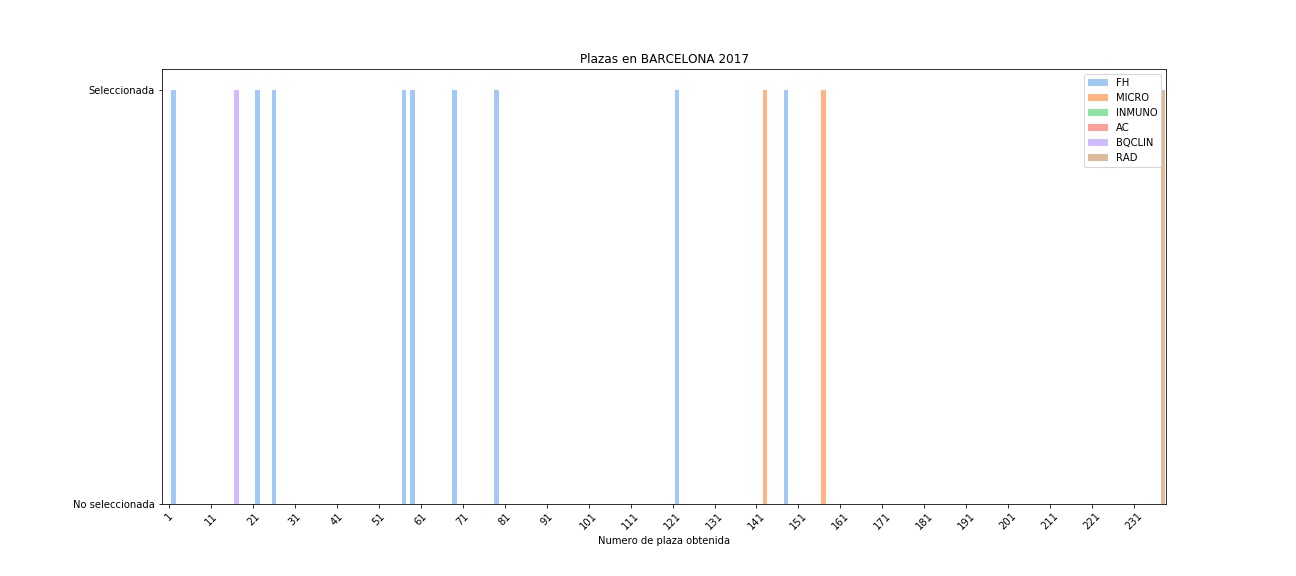 Plazas en BARCELONA 2017
Seleccionada
No seleccionada
FH
MICRO
INMUNO
AC
BQCLIN
RAD
1 11 21 31 41 51 61 71 81 91 101 111 121 131 141 151 161 171 181 191 201 211 221 231
Numero de plaza obtenida